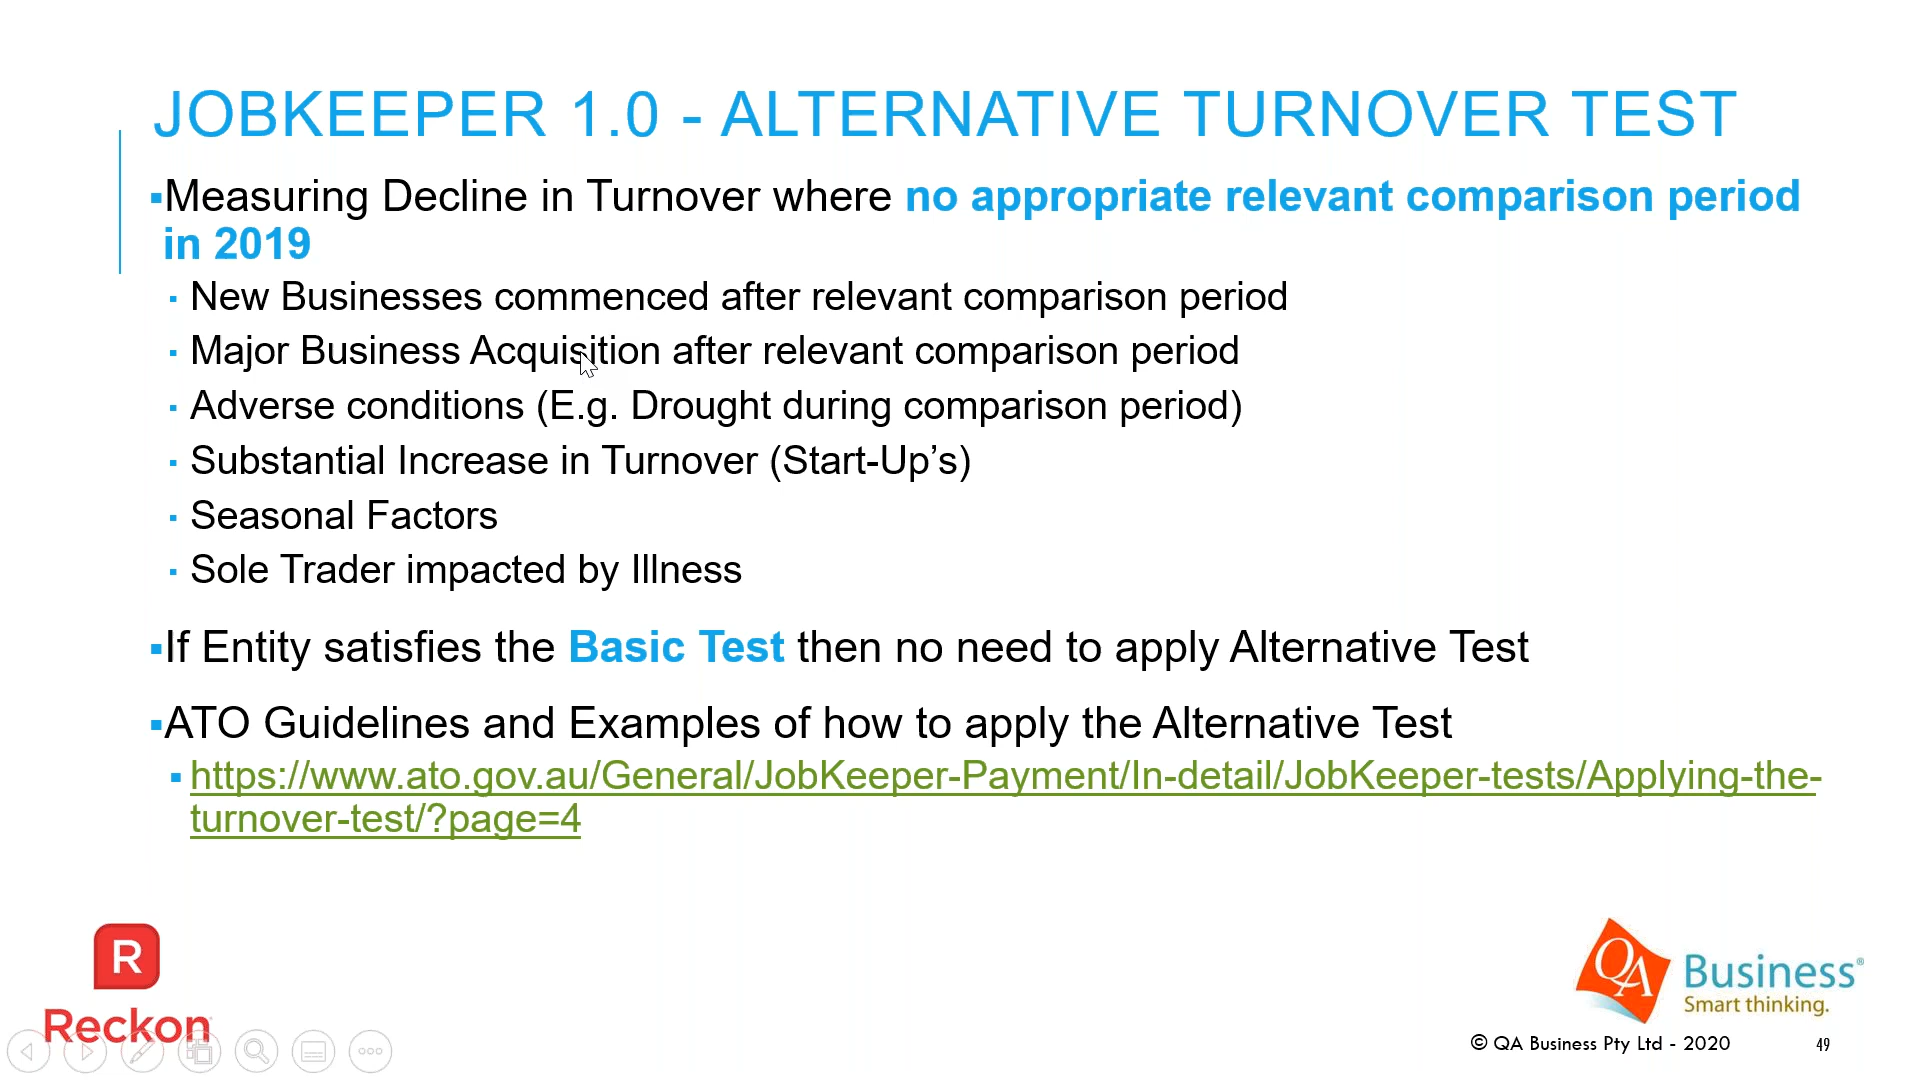 JOBKEEPER 1.0 - ALTERNATIVE TURNOVER TEST
▪Measuring Decline in Turnover where no appropriate relevant comparison period
in 2019
▪ New Businesses commenced after relevant comparison period
▪ Major Business Acquisition after relevant comparison period
▪ Adverse conditions (E.g. Drought during comparison period)
▪ Substantial Increase in Turnover (Start-Up’s)
▪ Seasonal Factors
▪ Sole Trader impacted by Illness
▪If Entity satisfies the Basic Test then no need to apply Alternative Test
▪ATO Guidelines and Examples of how to apply the Alternative Test
▪ https://www.ato.gov.au/General/JobKeeper-Payment/In-detail/JobKeeper-tests/Applying-the-
turnover-test/?page=4
R
Reckon
QA Business®
Smart thinking.
© QA Business Pty Ltd - 2020
49